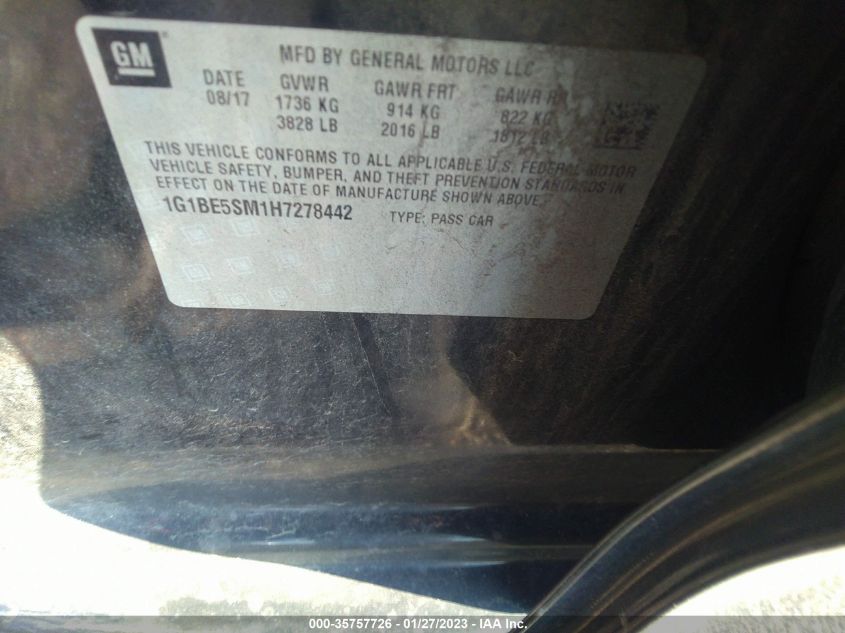 GM
MFD BY GENERAL MOTORS LLC
DATE GVWR GAWR FRT GAWR RR
08/17 1736 KG 914 KG 822 KG
3828 LB 2016 LB 1812 LB
THIS VEHICLE CONFORMS TO ALL APPLICABLE U.S. FEDERAL MOTOR
VEHICLE SAFETY, BUMPER, AND THEFT PREVENTION STANDARDS IN
EFFECT ON THE DATE OF MANUFACTURE SHOWN ABOVE.
1G1BE5SM1H7278442 TYPE: PASS CAR
000-35757726 - 01/27/2023 - IAA Inc.